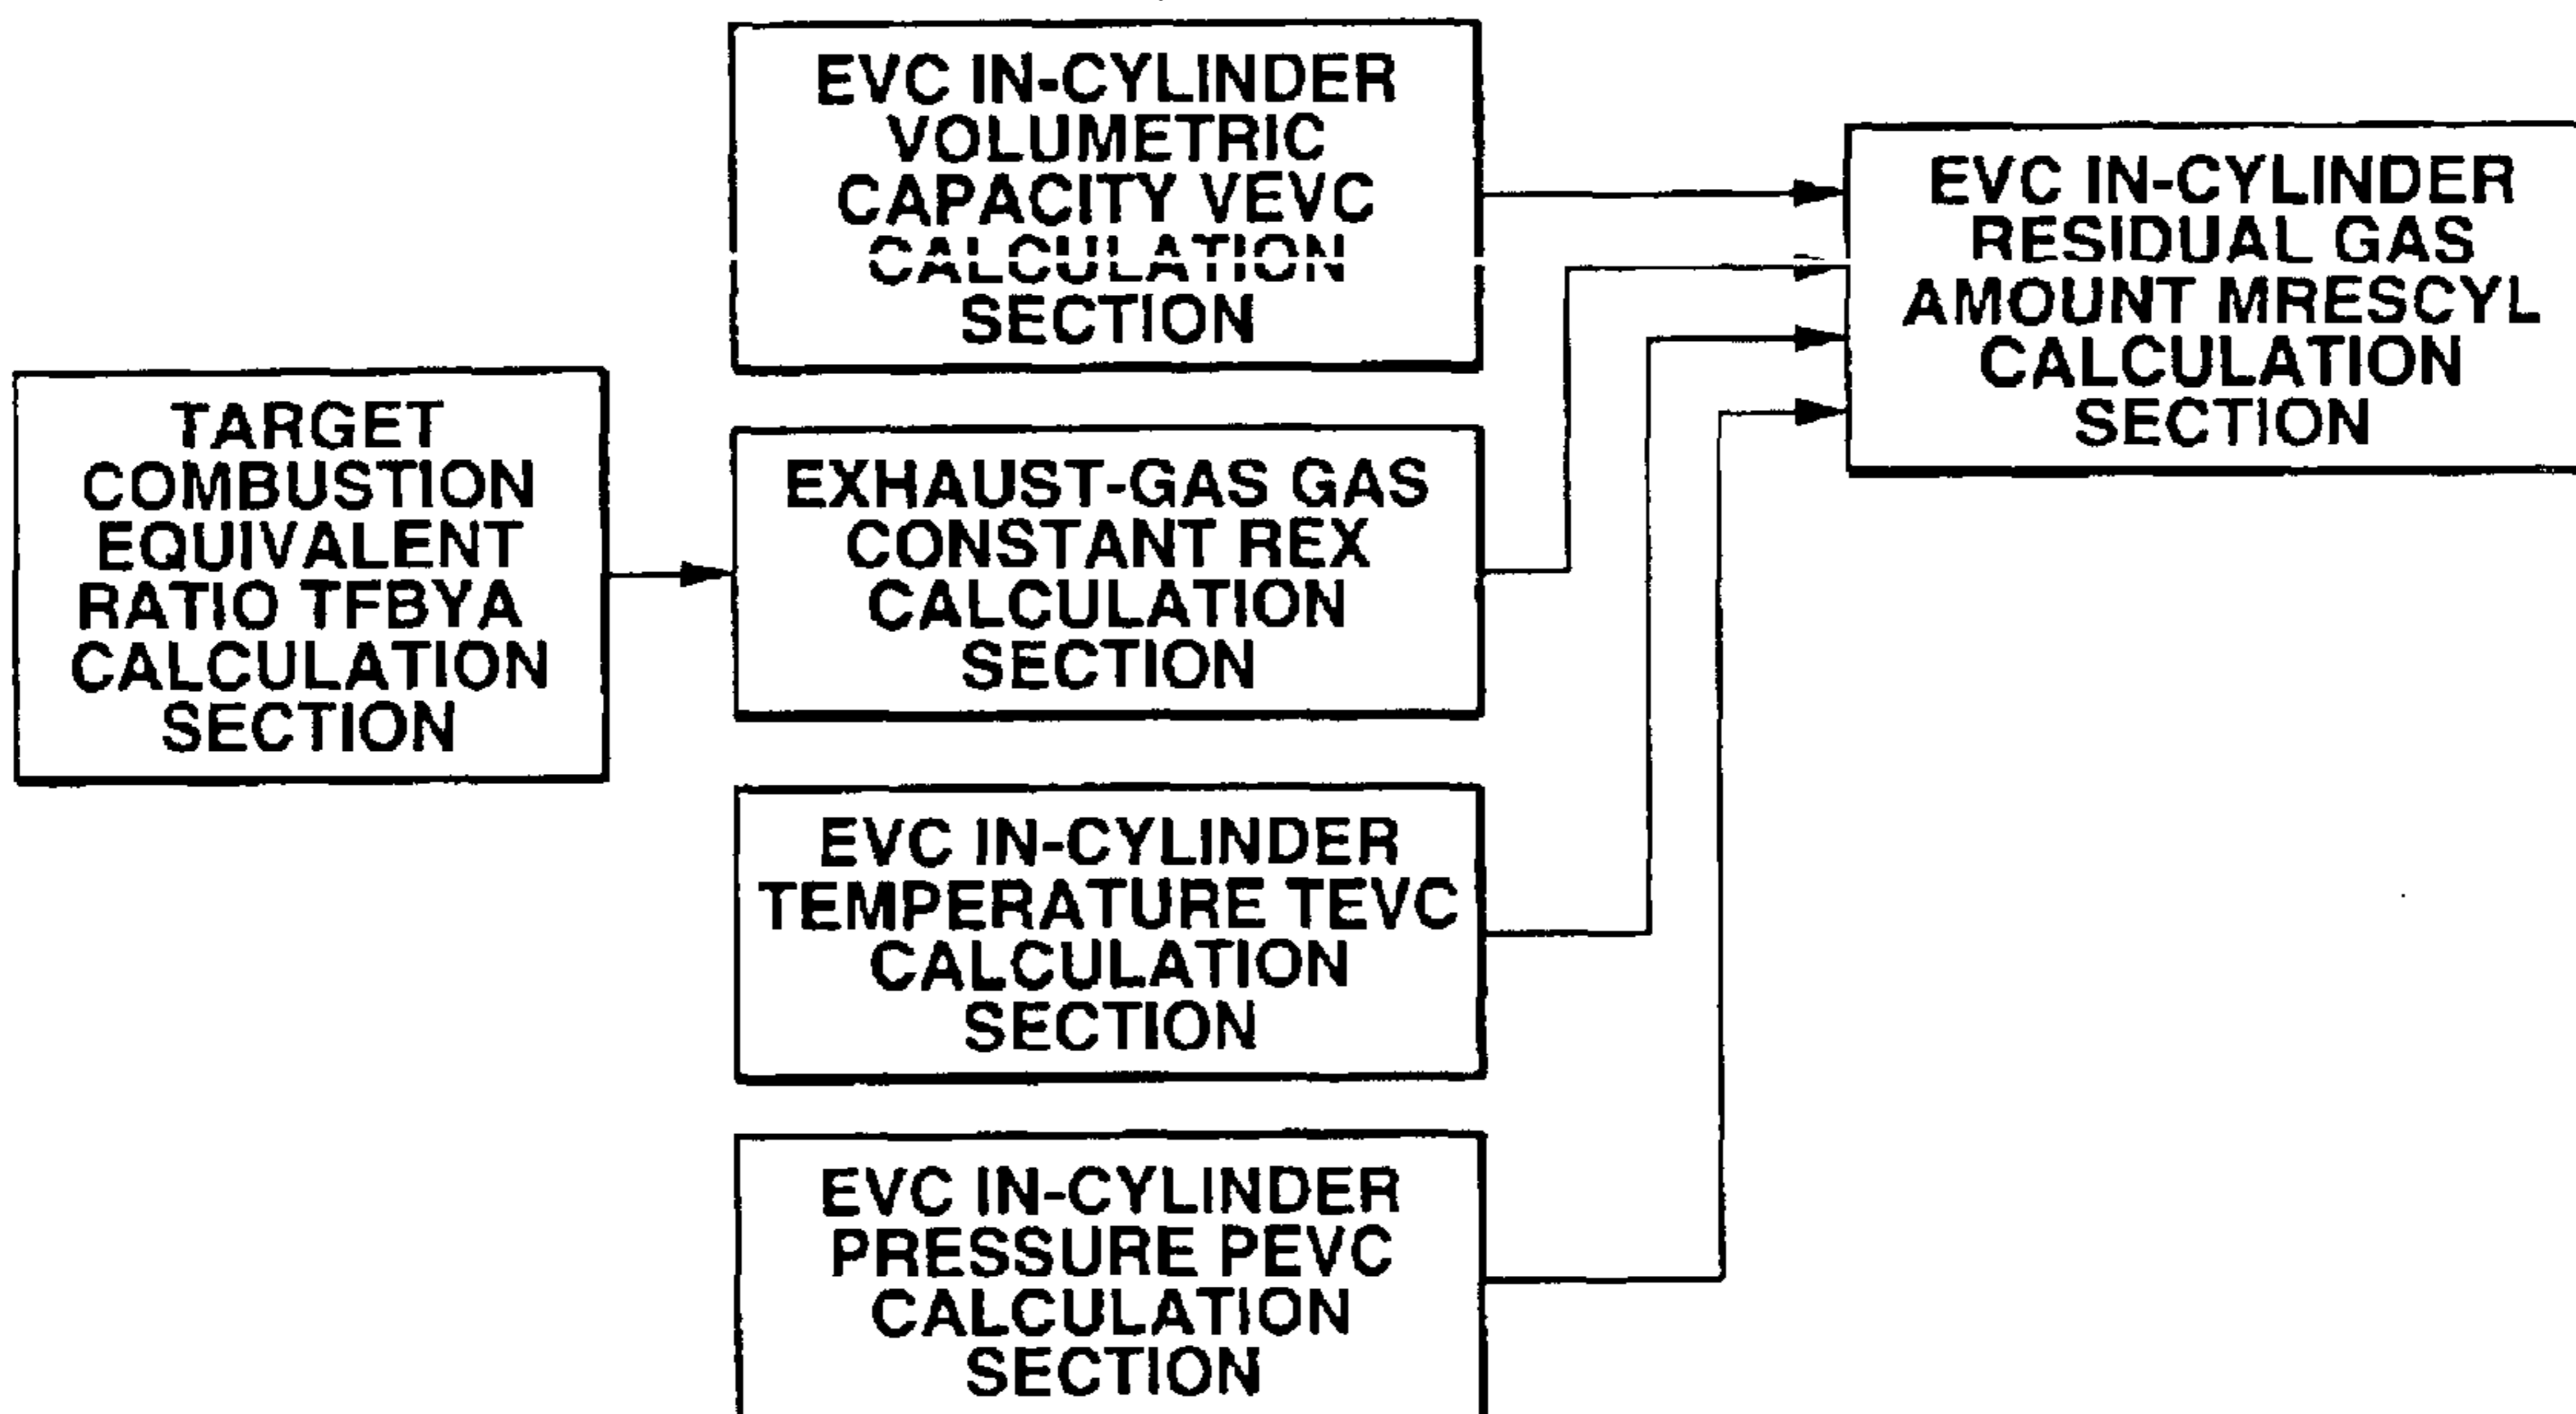 EVC IN-CYLINDER
VOLUMETRIC
CAPACITY VEVC
CALCULATION
SECTION
EVC IN-CYLINDER
RESIDUAL GAS
AMOUNT MRESCYL
CALCULATION
SECTION
TARGET
COMBUSTION
EQUIVALENT
RATIO TFBYA
CALCULATION
SECTION
EXHAUST-GAS GAS
CONSTANT REX
CALCULATION
SECTION
EVC IN-CYLINDER
TEMPERATURE TEVC
CALCULATION
SECTION
EVC IN-CYLINDER
PRESSURE PEVC
CALCULATION
SECTION